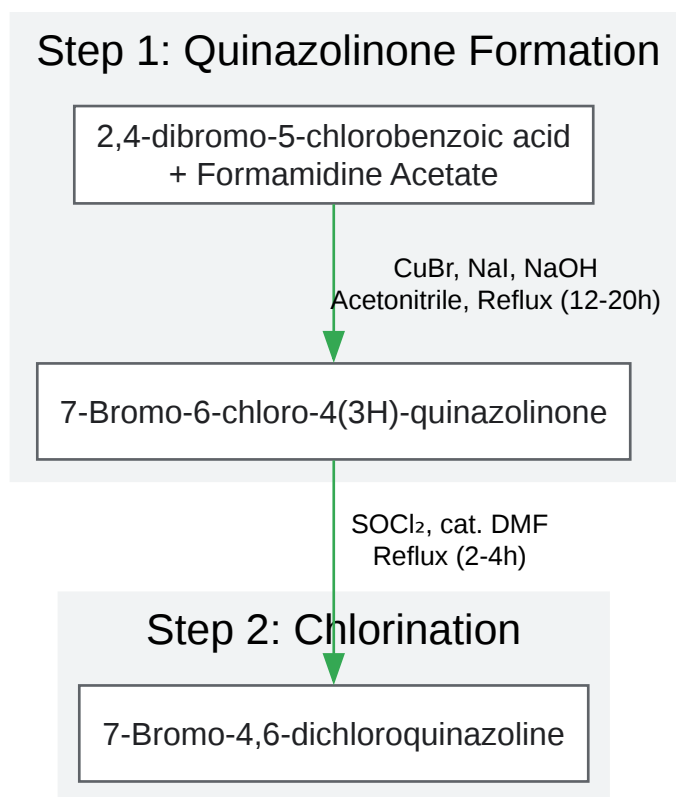 Step 1: Quinazolinone Formation
2,4-dibromo-5-chlorobenzoic acid
+ Formamidine Acetate
CuBr, NaI, NaOH
Acetonitrile, Reflux (12-20h)
7-Bromo-6-chloro-4(3H)-quinazolinone
SOCl₂, cat. DMF
Reflux (2-4h)
Step 2: Chlorination
7-Bromo-4,6-dichloroquinazoline